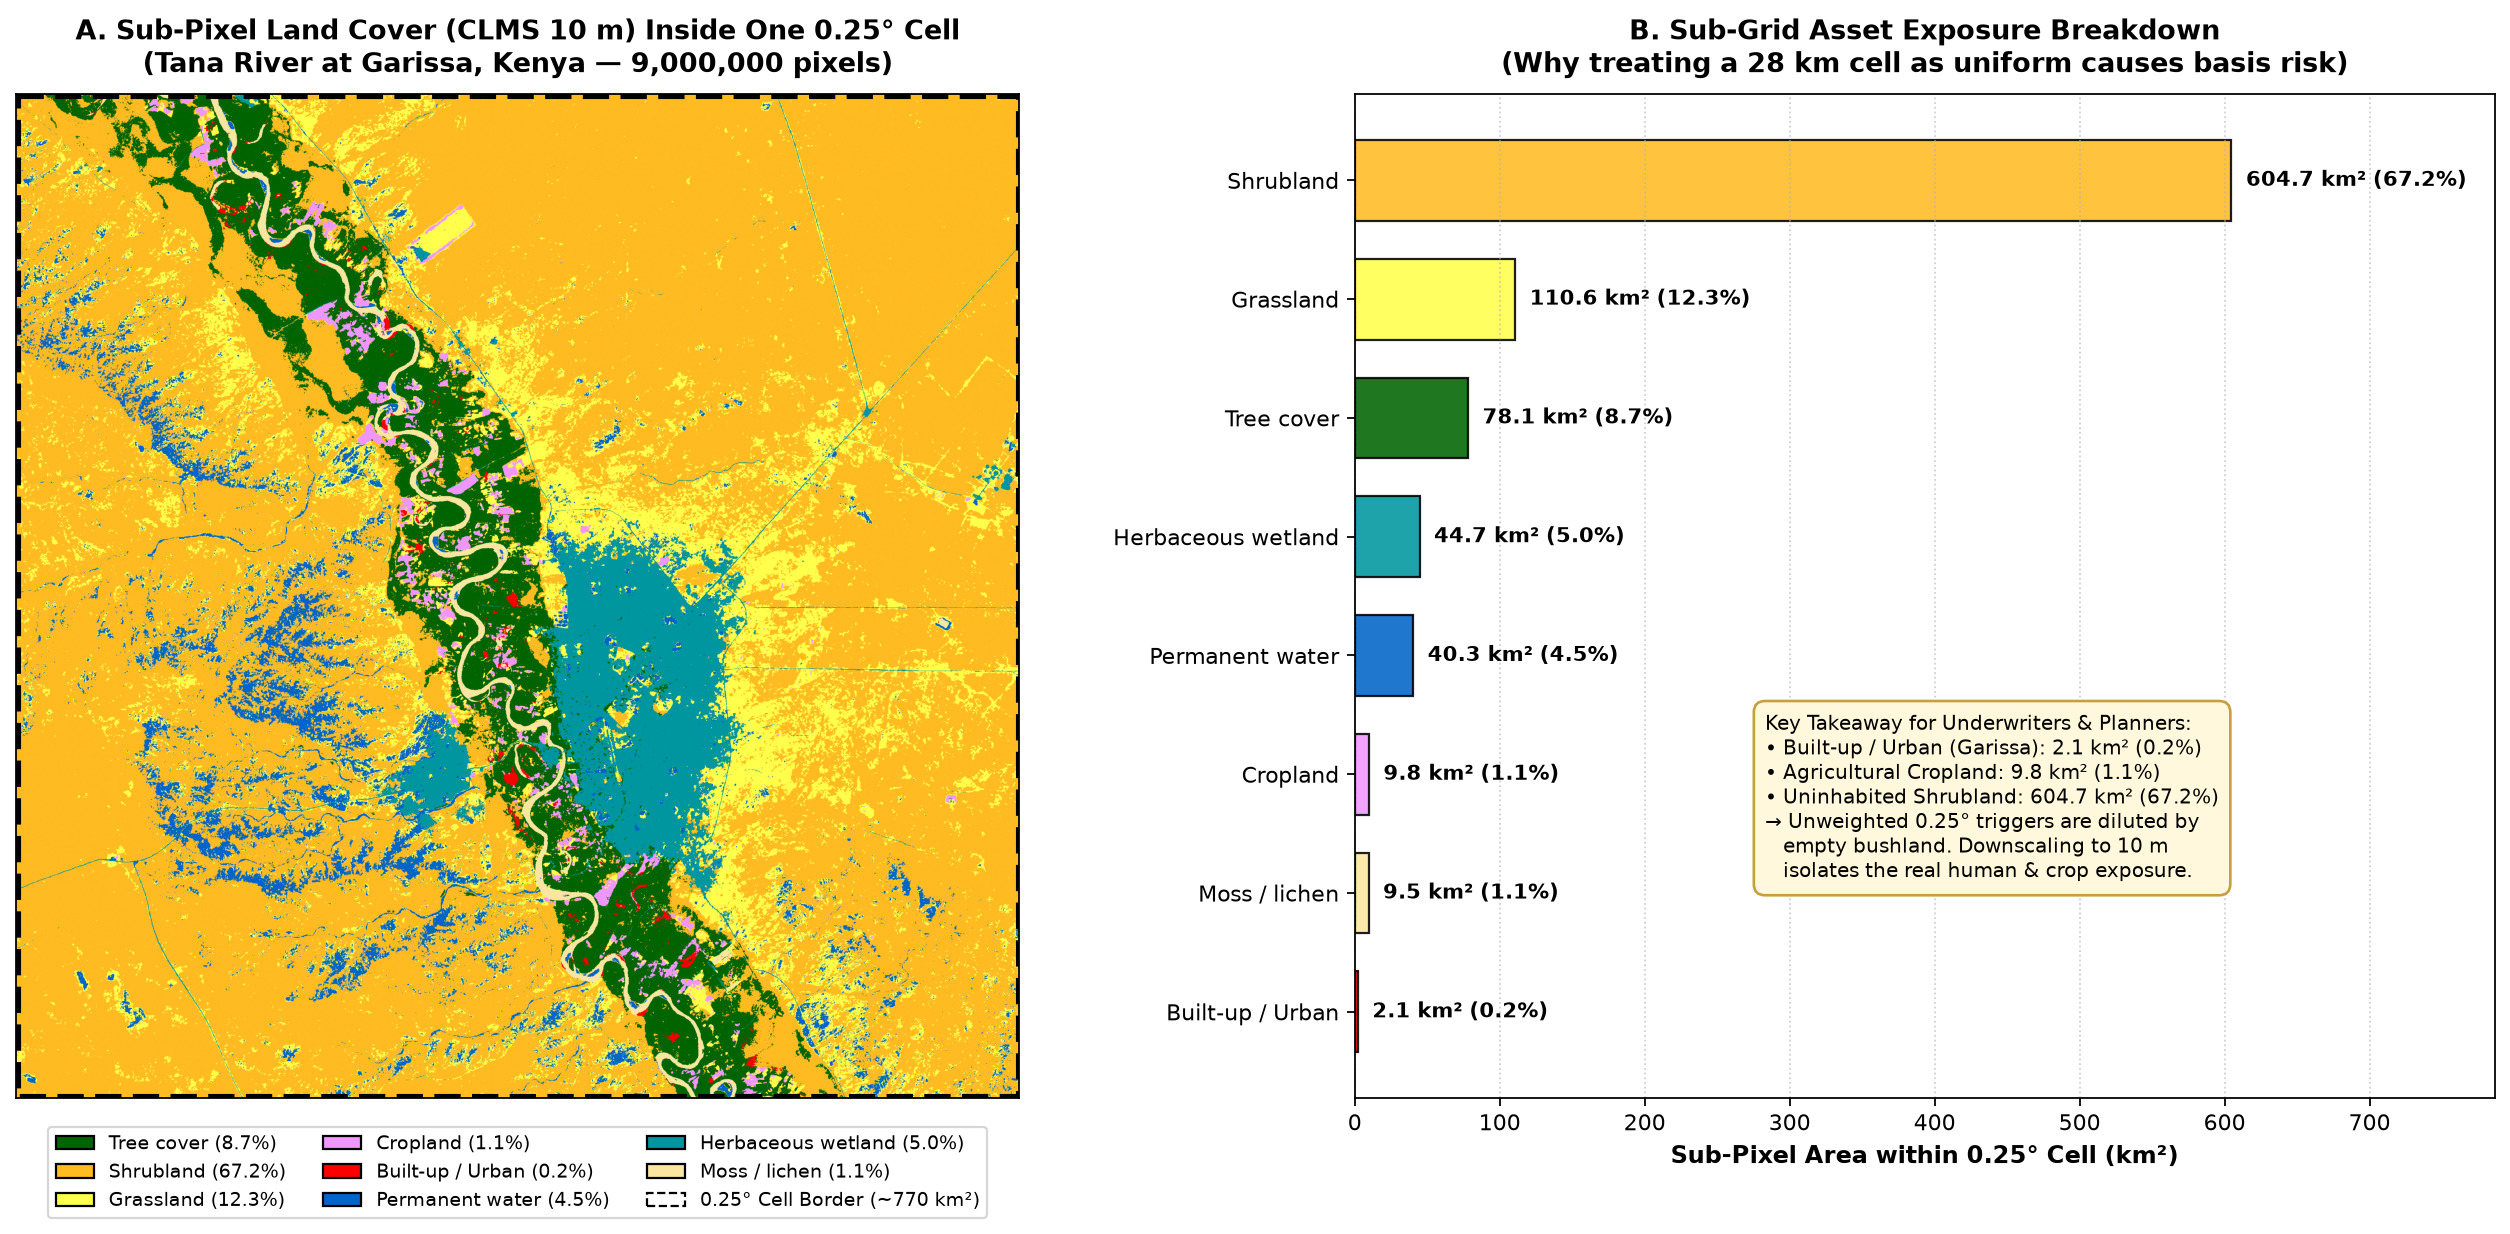 A. Sub-Pixel Land Cover (CLMS 10 m) Inside One 0.25° Cell
(Tana River at Garissa, Kenya — 9,000,000 pixels)
Tree cover (8.7%)
Shrubland (67.2%)
Grassland (12.3%)
Cropland (1.1%)
Built-up / Urban (0.2%)
Permanent water (4.5%)
Herbaceous wetland (5.0%)
Moss / lichen (1.1%)
0.25° Cell Border (~770 km²)
B. Sub-Grid Asset Exposure Breakdown
(Why treating a 28 km cell as uniform causes basis risk)
Shrubland 604.7 km² (67.2%)
Grassland 110.6 km² (12.3%)
Tree cover 78.1 km² (8.7%)
Herbaceous wetland 44.7 km² (5.0%)
Permanent water 40.3 km² (4.5%)
Cropland 9.8 km² (1.1%)
Moss / lichen 9.5 km² (1.1%)
Built-up / Urban 2.1 km² (0.2%)
Key Takeaway for Underwriters & Planners:
• Built-up / Urban (Garissa): 2.1 km² (0.2%)
• Agricultural Cropland: 9.8 km² (1.1%)
• Uninhabited Shrubland: 604.7 km² (67.2%)
→ Unweighted 0.25° triggers are diluted by
empty bushland. Downscaling to 10 m
isolates the real human & crop exposure.
0 100 200 300 400 500 600 700
Sub-Pixel Area within 0.25° Cell (km²)